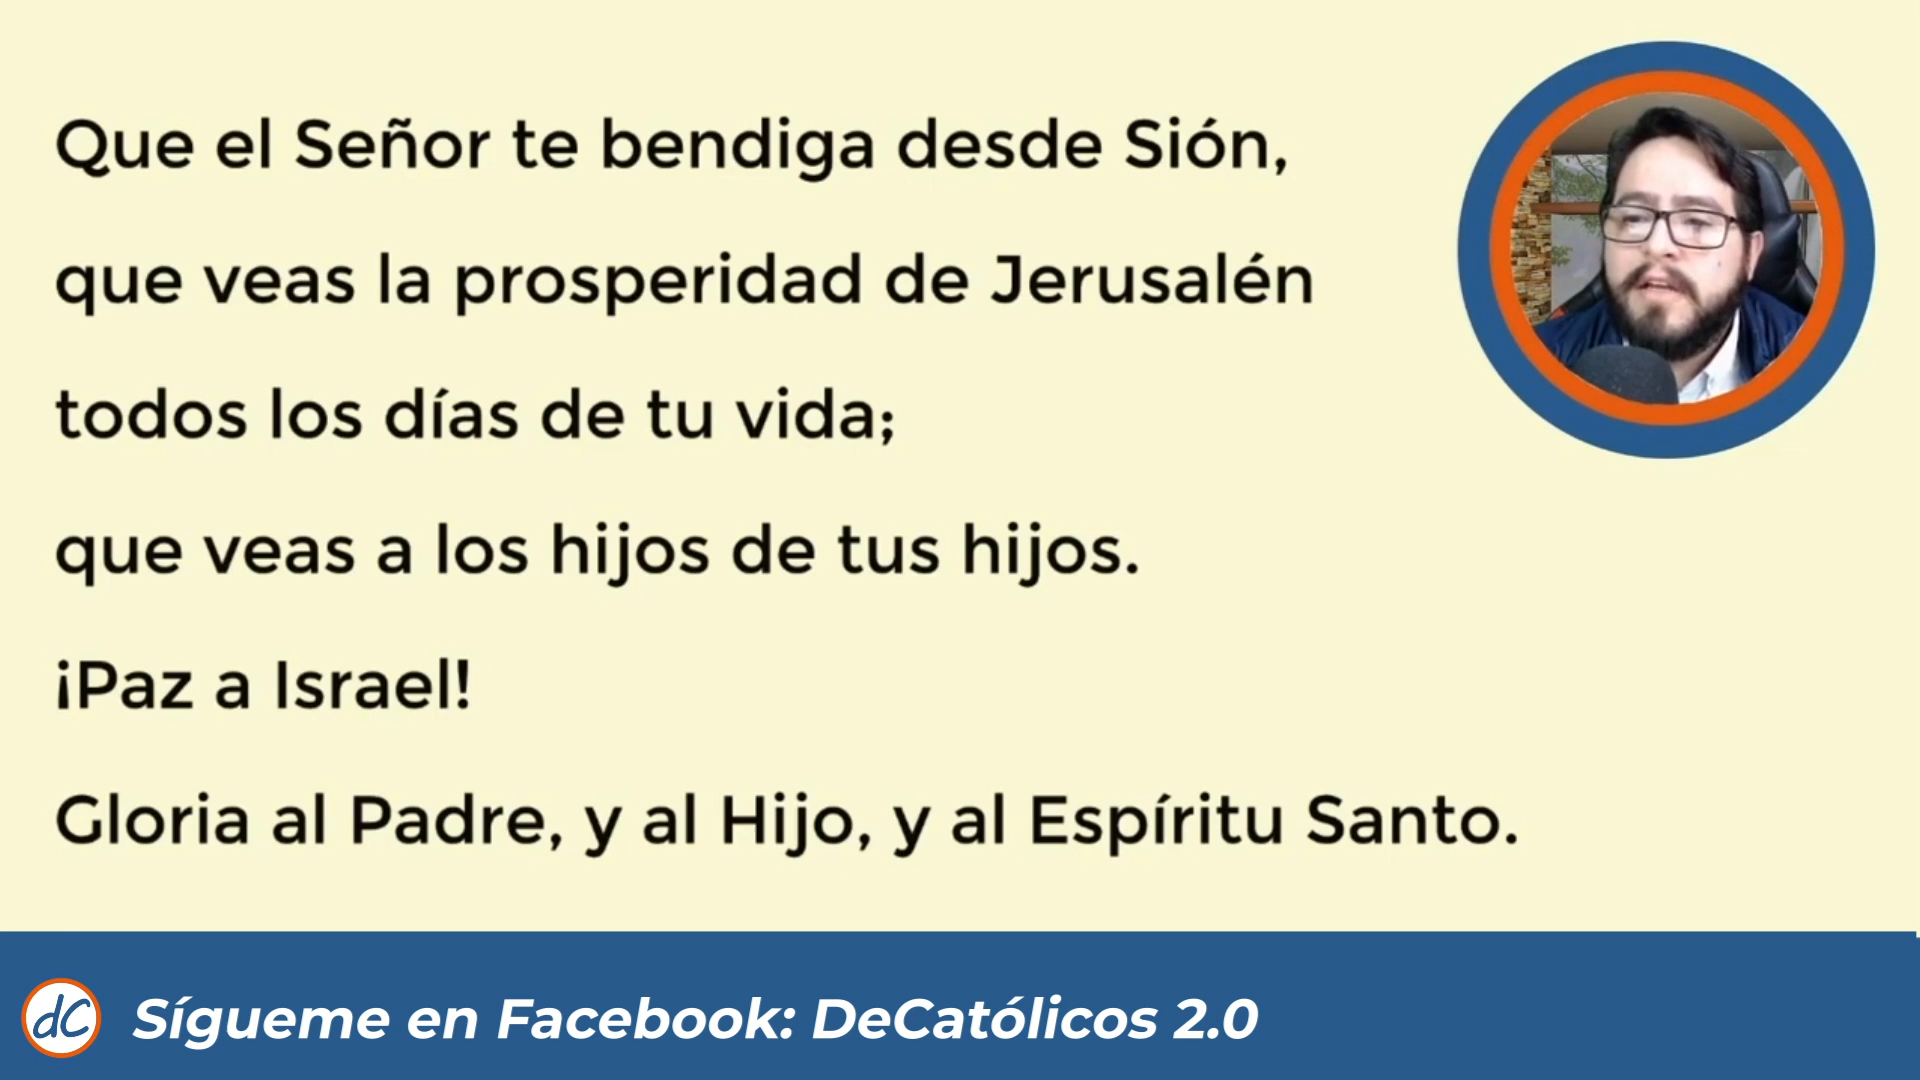 Que el Señor te bendiga desde Sión,
que veas la prosperidad de Jerusalén
todos los días de tu vida;
que veas a los hijos de tus hijos.
¡Paz a Israel!
Gloria al Padre, y al Hijo, y al Espíritu Santo.
dC Sígueme en Facebook: DeCatólicos 2.0